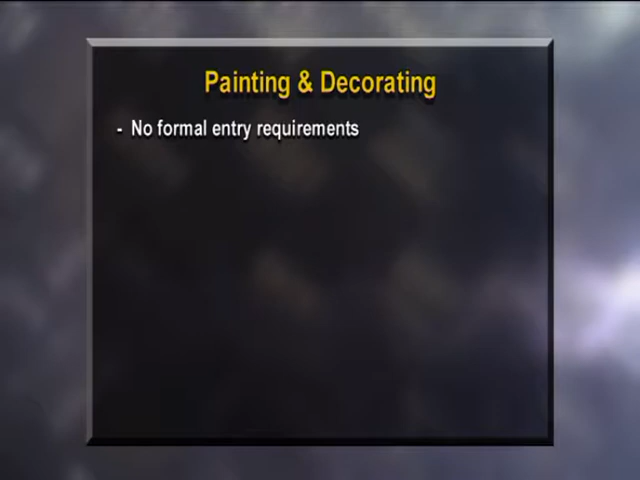 Painting & Decorating
- No formal entry requirements